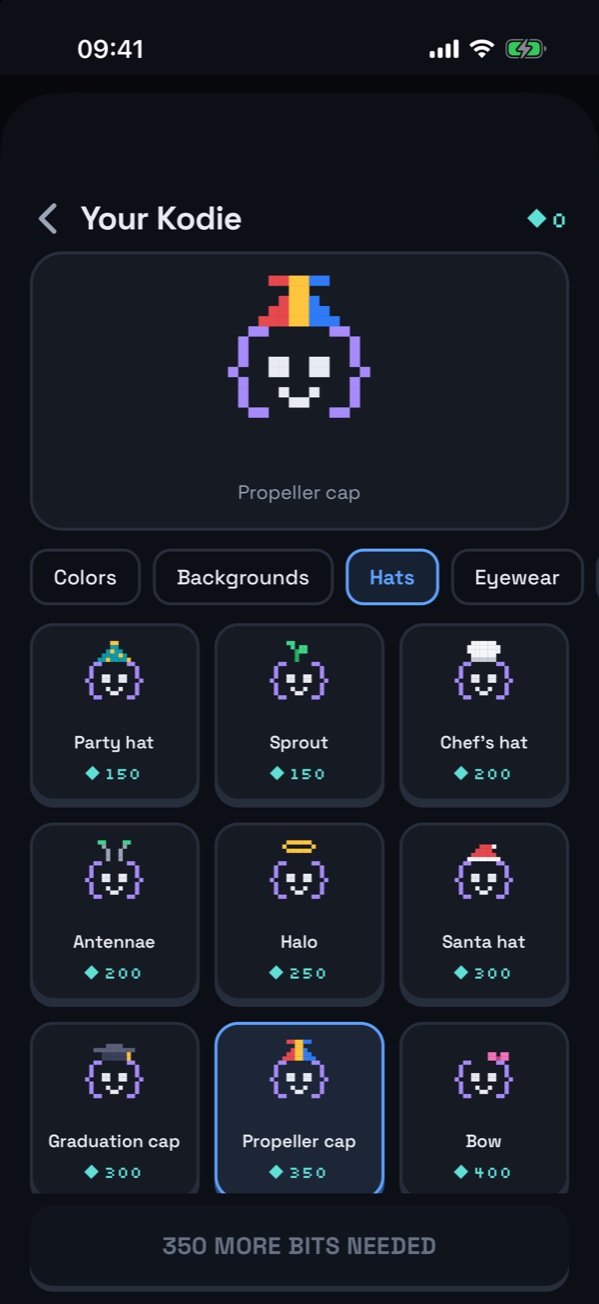 09:41
Your Kodie
0
Propeller cap
Colors Backgrounds Hats Eyewear
Party hat Sprout Chef's hat
150 150 200
Antennae Halo Santa hat
200 250 300
Graduation cap Propeller cap Bow
300 350 400
350 MORE BITS NEEDED